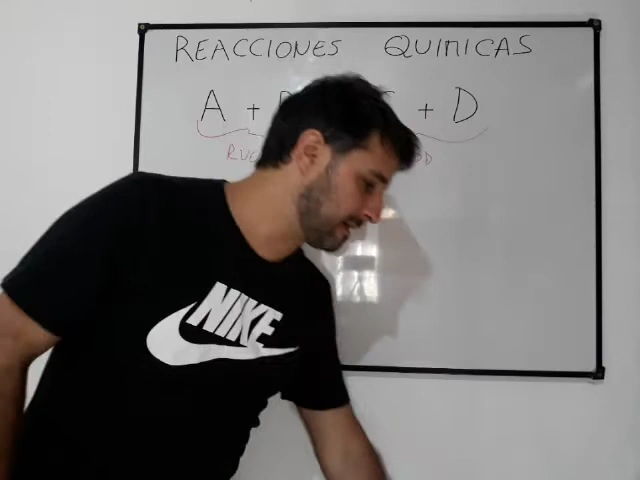 REACCIONES QUIMICAS
A + + D
NIKE